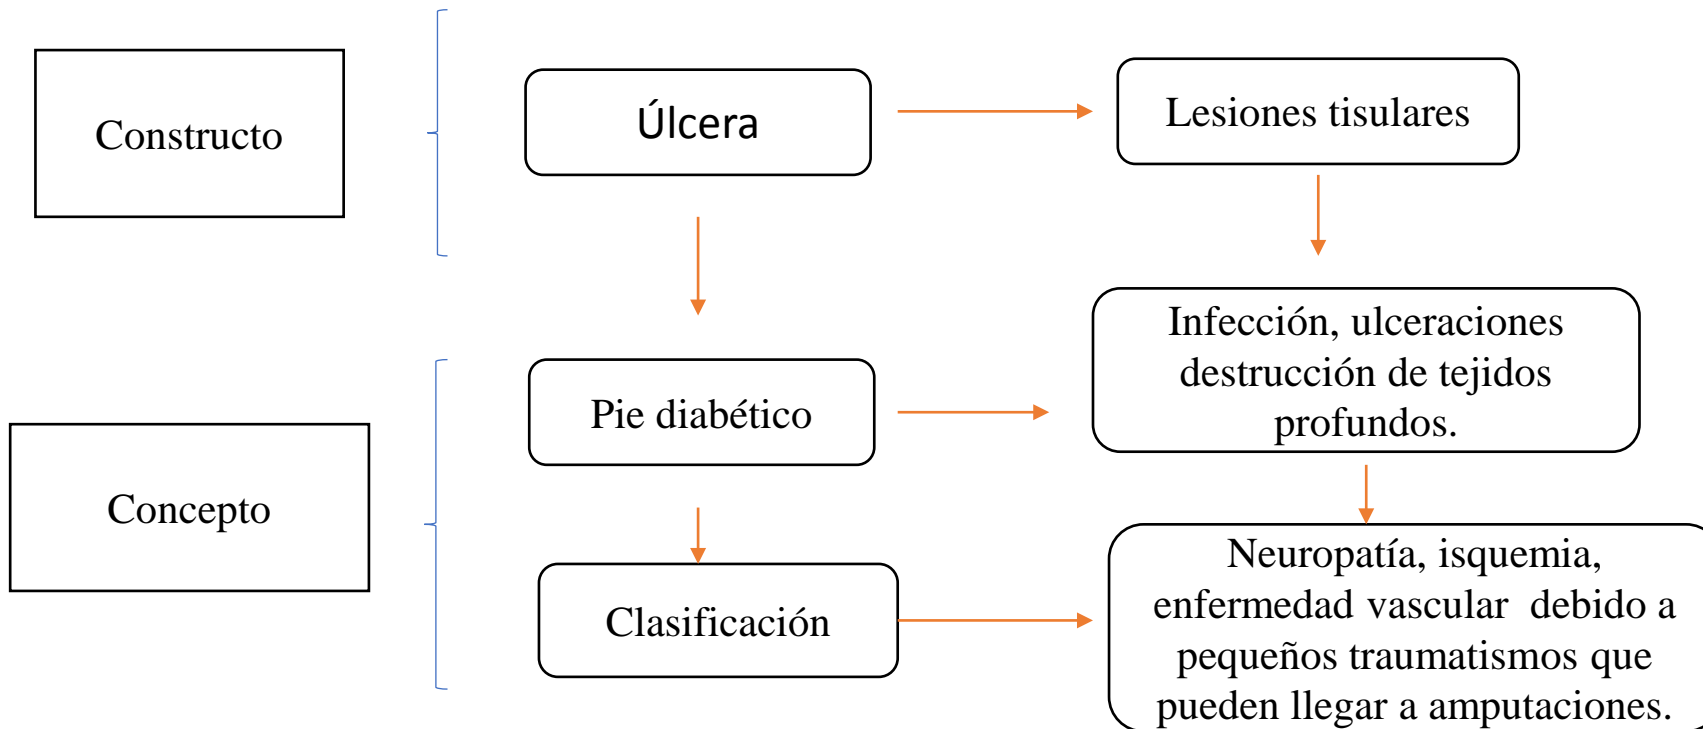 Constructo
Úlcera
Lesiones tisulares
Infección, ulceraciones
destrucción de tejidos
profundos.
Pie diabético
Concepto
Clasificación
Neuropatía, isquemia,
enfermedad vascular  debido a
pequeños traumatismos que
pueden llegar a amputaciones.